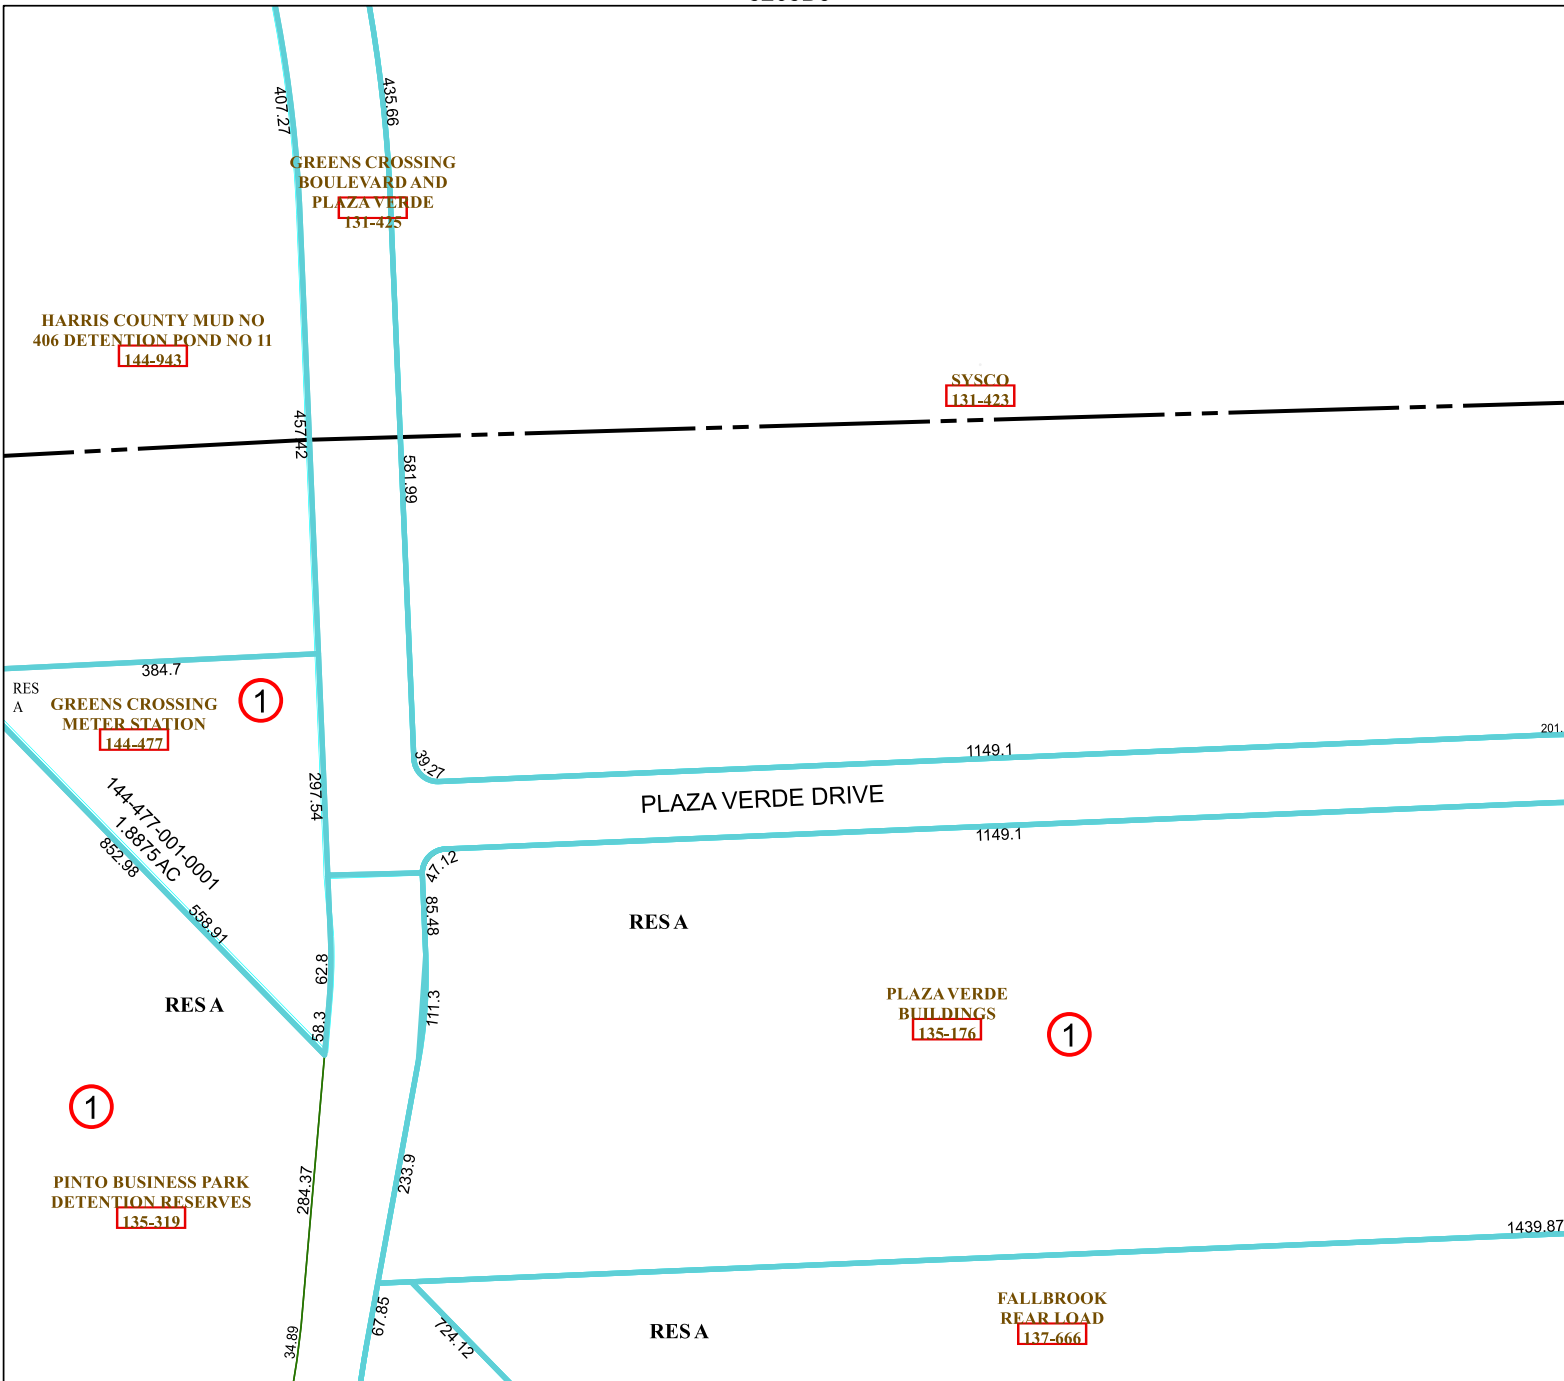 407.27
435.66
GREENS CROSSING
BOULEVARD AND
PLAZA VERDE
131-425
HARRIS COUNTY MUD NO
406 DETENTION POND NO 11
144-943
SYSCO
131-423
457.42
581.99
384.7
RES
A
GREENS CROSSING
METER STATION
144-477
1
39.27
1149.1
201.
297.54
PLAZA VERDE DRIVE
144-477-001-0001
1.8875 AC
852.98
1149.1
47.12
85.48
558.91
RES A
62.8
RES A
111.3
58.3
PLAZA VERDE
BUILDINGS
135-176
1
1
PINTO BUSINESS PARK
DETENTION RESERVES
135-319
284.37
233.9
1439.87
67.85
34.89
724.12
RES A
FALLBROOK
REAR LOAD
137-666